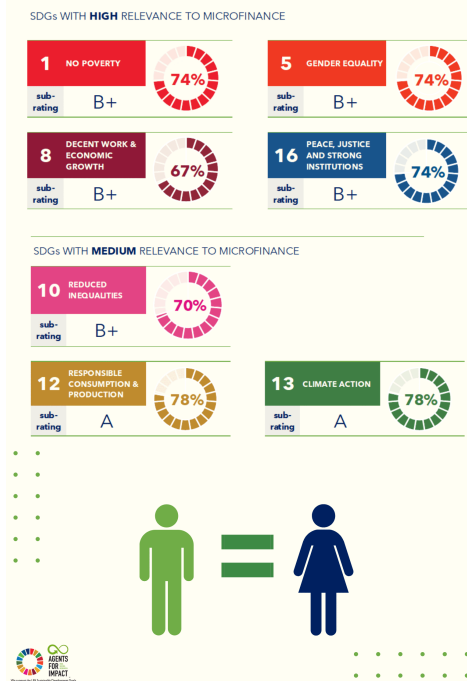 SDGs WITH HIGH RELEVANCE TO MICROFINANCE
1 NO POVERTY
74%
sub-
rating
B+
5 GENDER EQUALITY
74%
sub-
rating
B+
8 DECENT WORK &
ECONOMIC
GROWTH
67%
sub-
rating
B+
16 PEACE, JUSTICE
AND STRONG
INSTITUTIONS
74%
sub-
rating
B+
SDGs WITH MEDIUM RELEVANCE TO MICROFINANCE
10 REDUCED
INEQUALITIES
70%
sub-
rating
B+
12 RESPONSIBLE
CONSUMPTION &
PRODUCTION
78%
sub-
rating
A
13 CLIMATE ACTION
78%
sub-
rating
A
AGENTS
FOR
IMPACT